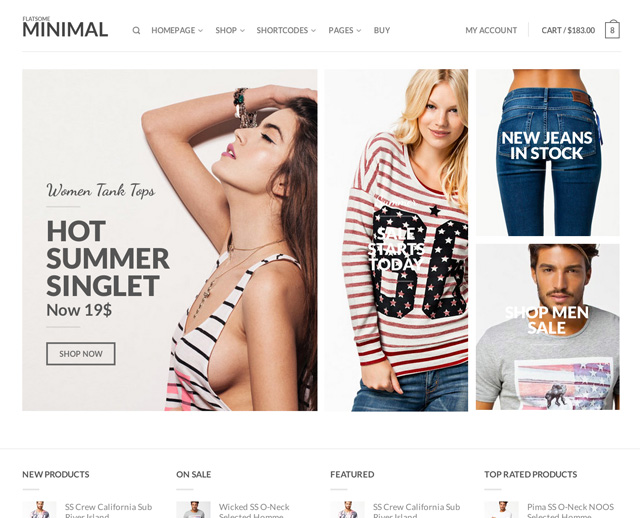 FLATSOME
MINIMAL
HOMEPAGE
SHOP
SHORTCODES
PAGES
BUY
MY ACCOUNT
CART / $183.00
8
Women Tank Tops
HOT
SUMMER
SINGLET
Now 19$
SHOP NOW
SALE
STARTS
TODAY
NEW JEANS
IN STOCK
SHOP MEN
SALE
NEW PRODUCTS
ON SALE
FEATURED
TOP RATED PRODUCTS
SS Crew California Sub
River Island
Wicked SS O-Neck
Selected Homme
SS Crew California Sub
River Island
Pima SS O-Neck NOOS
Selected Homme